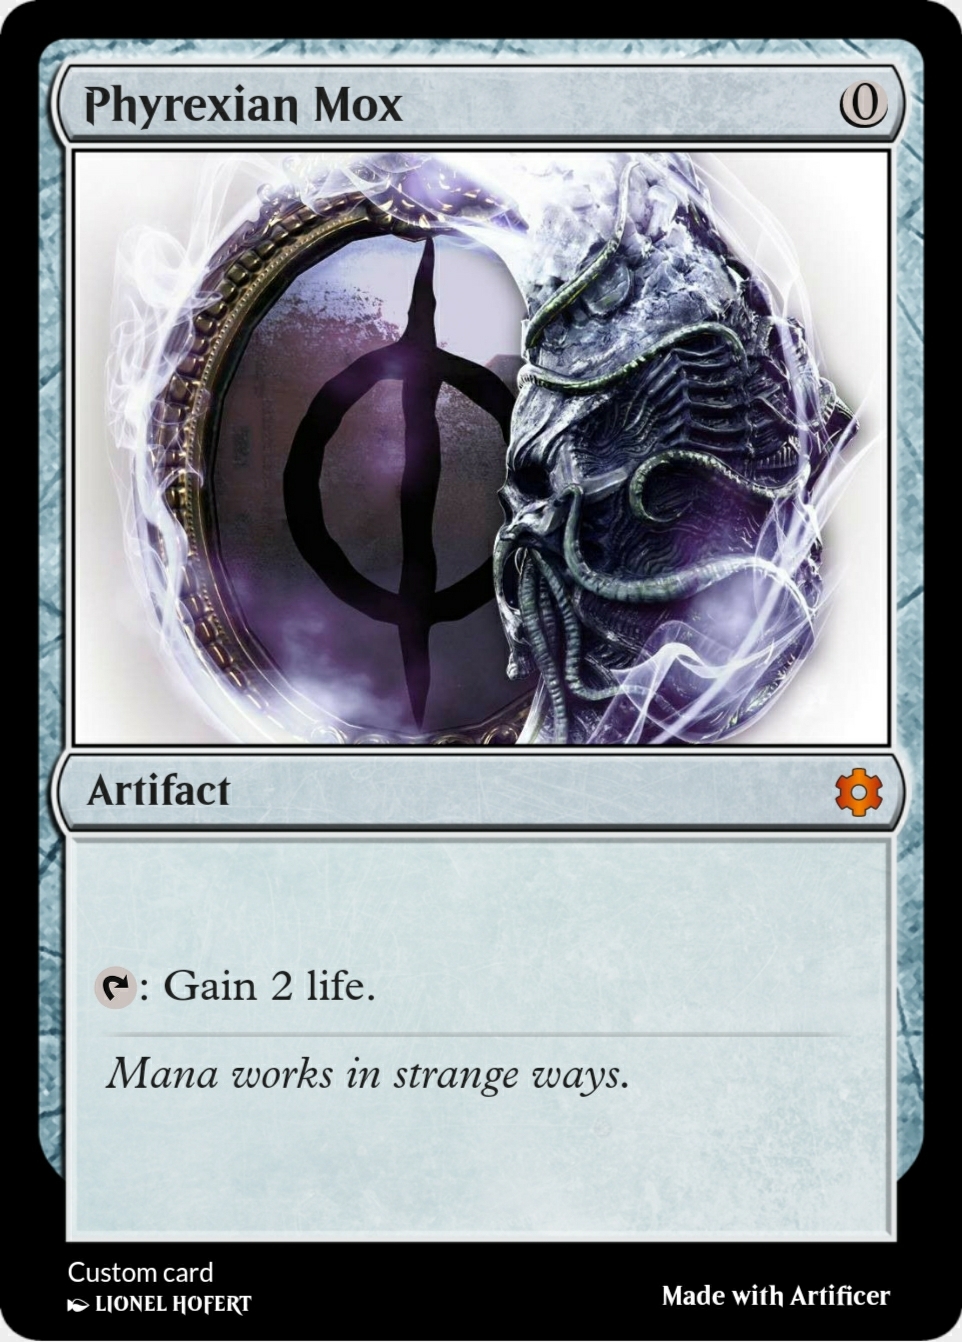 Phyrexian Mox 0
Artifact
: Gain 2 life.
Mana works in strange ways.
Custom card
LIONEL HOFERT
Made with Artificer